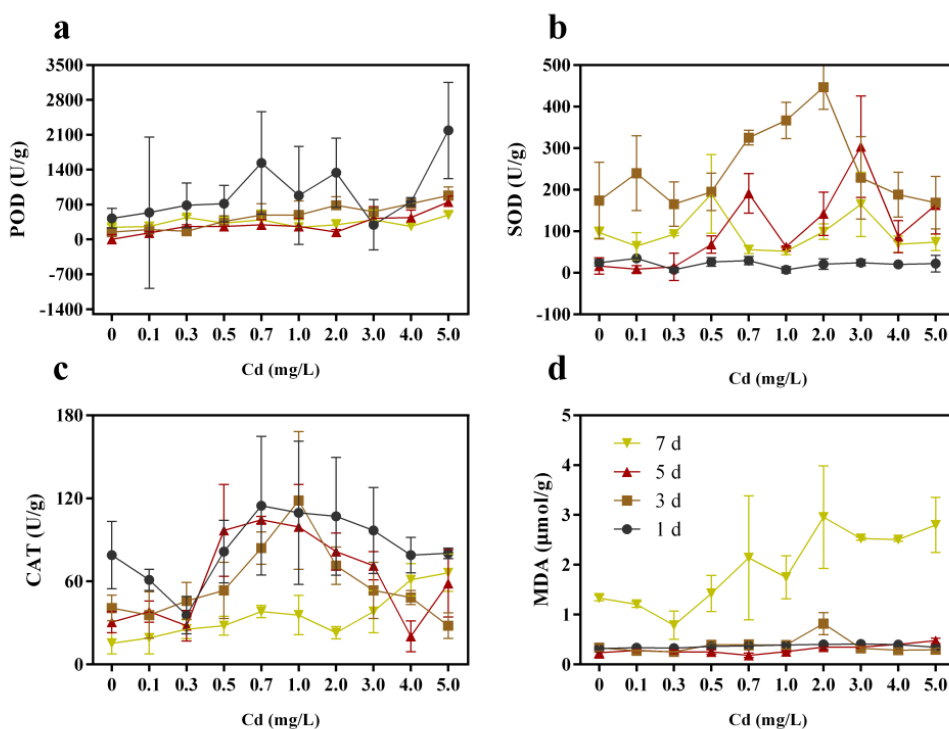 a
POD (U/g)
3500
2800
2100
1400
700
0
-700
-1400
0 0.1 0.3 0.5 0.7 1.0 2.0 3.0 4.0 5.0
Cd (mg/L)
b
SOD (U/g)
500
400
300
200
100
0
-100
0 0.1 0.3 0.5 0.7 1.0 2.0 3.0 4.0 5.0
Cd (mg/L)
c
CAT (U/g)
180
120
60
0
0 0.1 0.3 0.5 0.7 1.0 2.0 3.0 4.0 5.0
Cd (mg/L)
d
MDA (μmol/g)
5
4
3
2
1
0
7 d
5 d
3 d
1 d
0 0.1 0.3 0.5 0.7 1.0 2.0 3.0 4.0 5.0
Cd (mg/L)